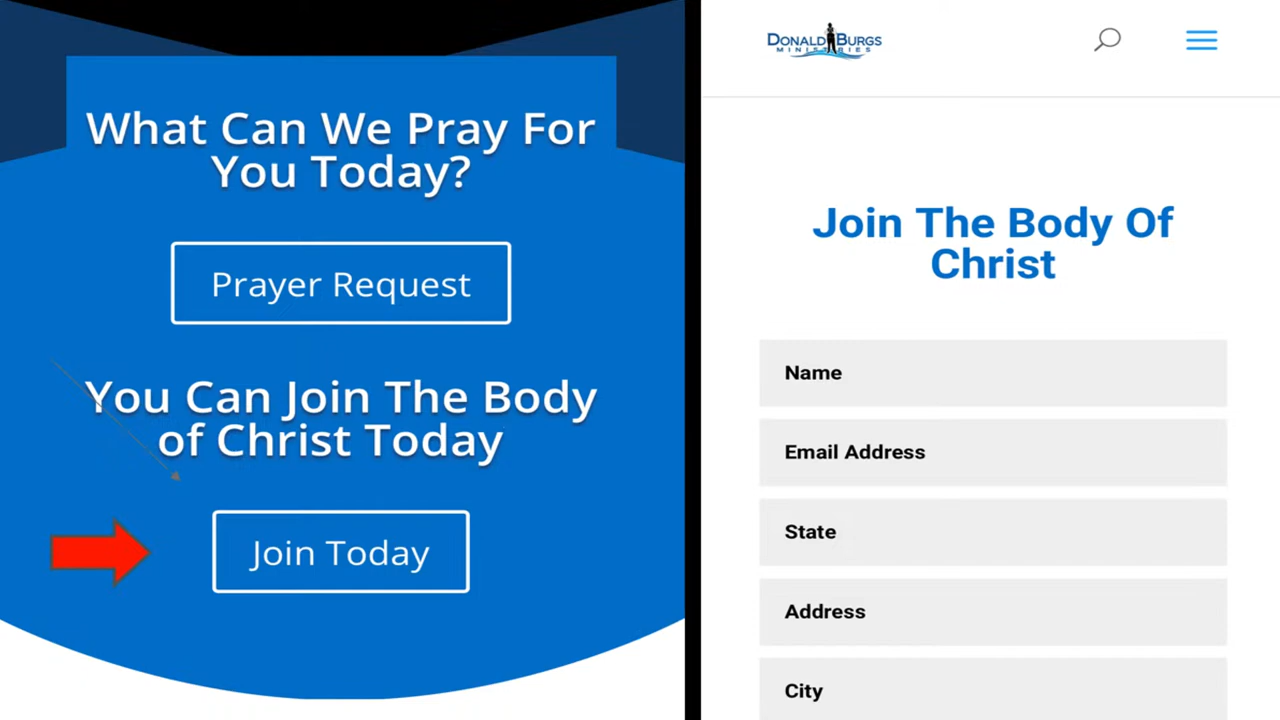 What Can We Pray For
You Today?
Prayer Request
You Can Join The Body
of Christ Today
Join Today
DONALD BURGS
MINISTRIES
Join The Body Of
Christ
Name
Email Address
State
Address
City